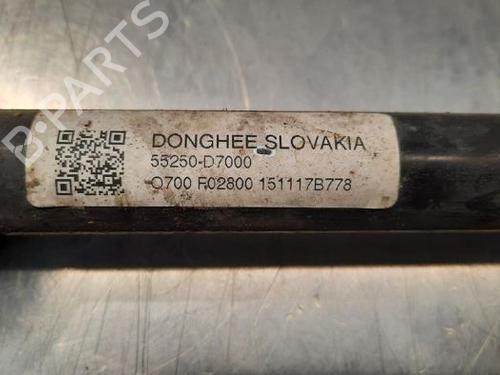 B-PARTS
DONGHEE SLOVAKIA
55250-D7000
Q700 F02800 151117B778